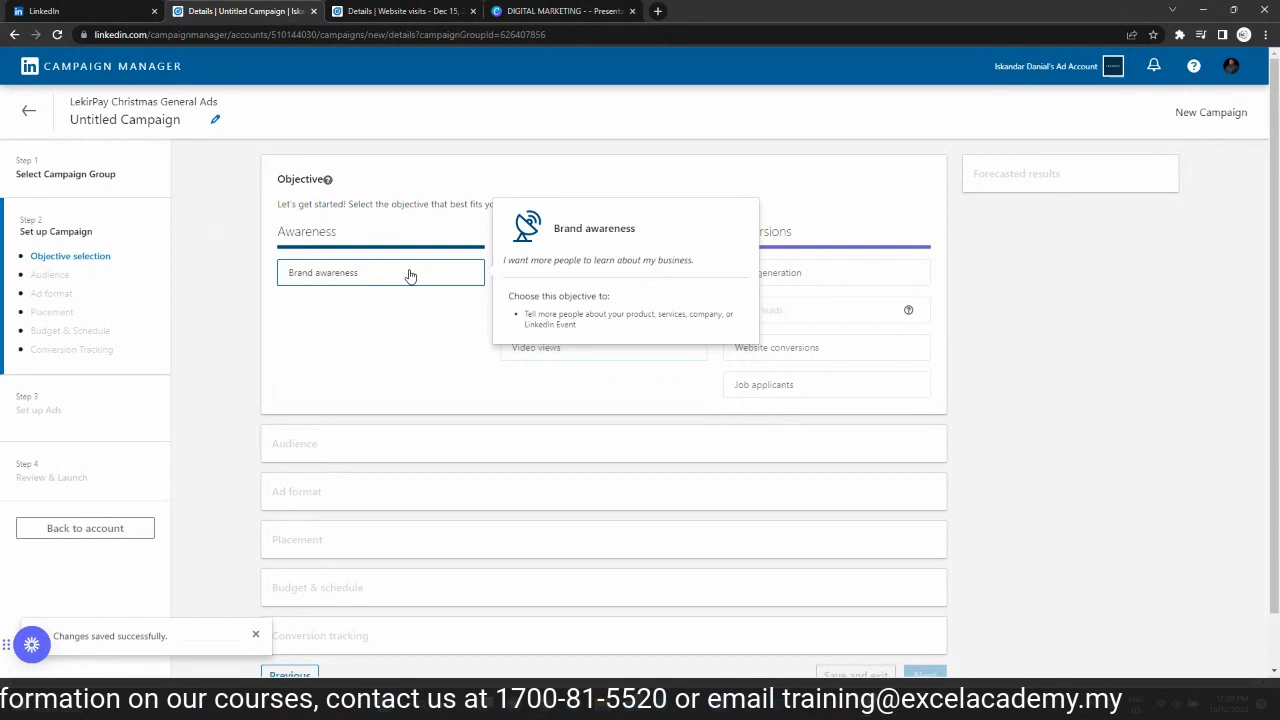 LinkedIn
Details | Untitled Campaign | Iska
Details | Website visits - Dec 15,
DIGITAL MARKETING - - Presenta
linkedin.com/campaignmanager/accounts/510144030/campaigns/new/details?campaignGroupId=626407856
CAMPAIGN MANAGER
Iskandar Danial's Ad Account
LekirPay Christmas General Ads
Untitled Campaign
New Campaign
Step 1
Select Campaign Group
Step 2
Set up Campaign
Objective selection
Audience
Ad format
Placement
Budget & Schedule
Conversion Tracking
Step 3
Set up Ads
Step 4
Review & Launch
Back to account
Objective
Let's get started! Select the objective that best fits yo
Awareness
Brand awareness
Brand awareness
I want more people to learn about my business.
Choose this objective to:
Tell more people about your product, services, company, or
LinkedIn Event
Video views
rsions
generation
leads
Website conversions
Job applicants
Forecasted results
Audience
Ad format
Placement
Budget & schedule
Conversion tracking
Changes saved successfully.
Previous
Save and exit
Next
formation on our courses, contact us at 1700-81-5520 or email training@excelacademy.my